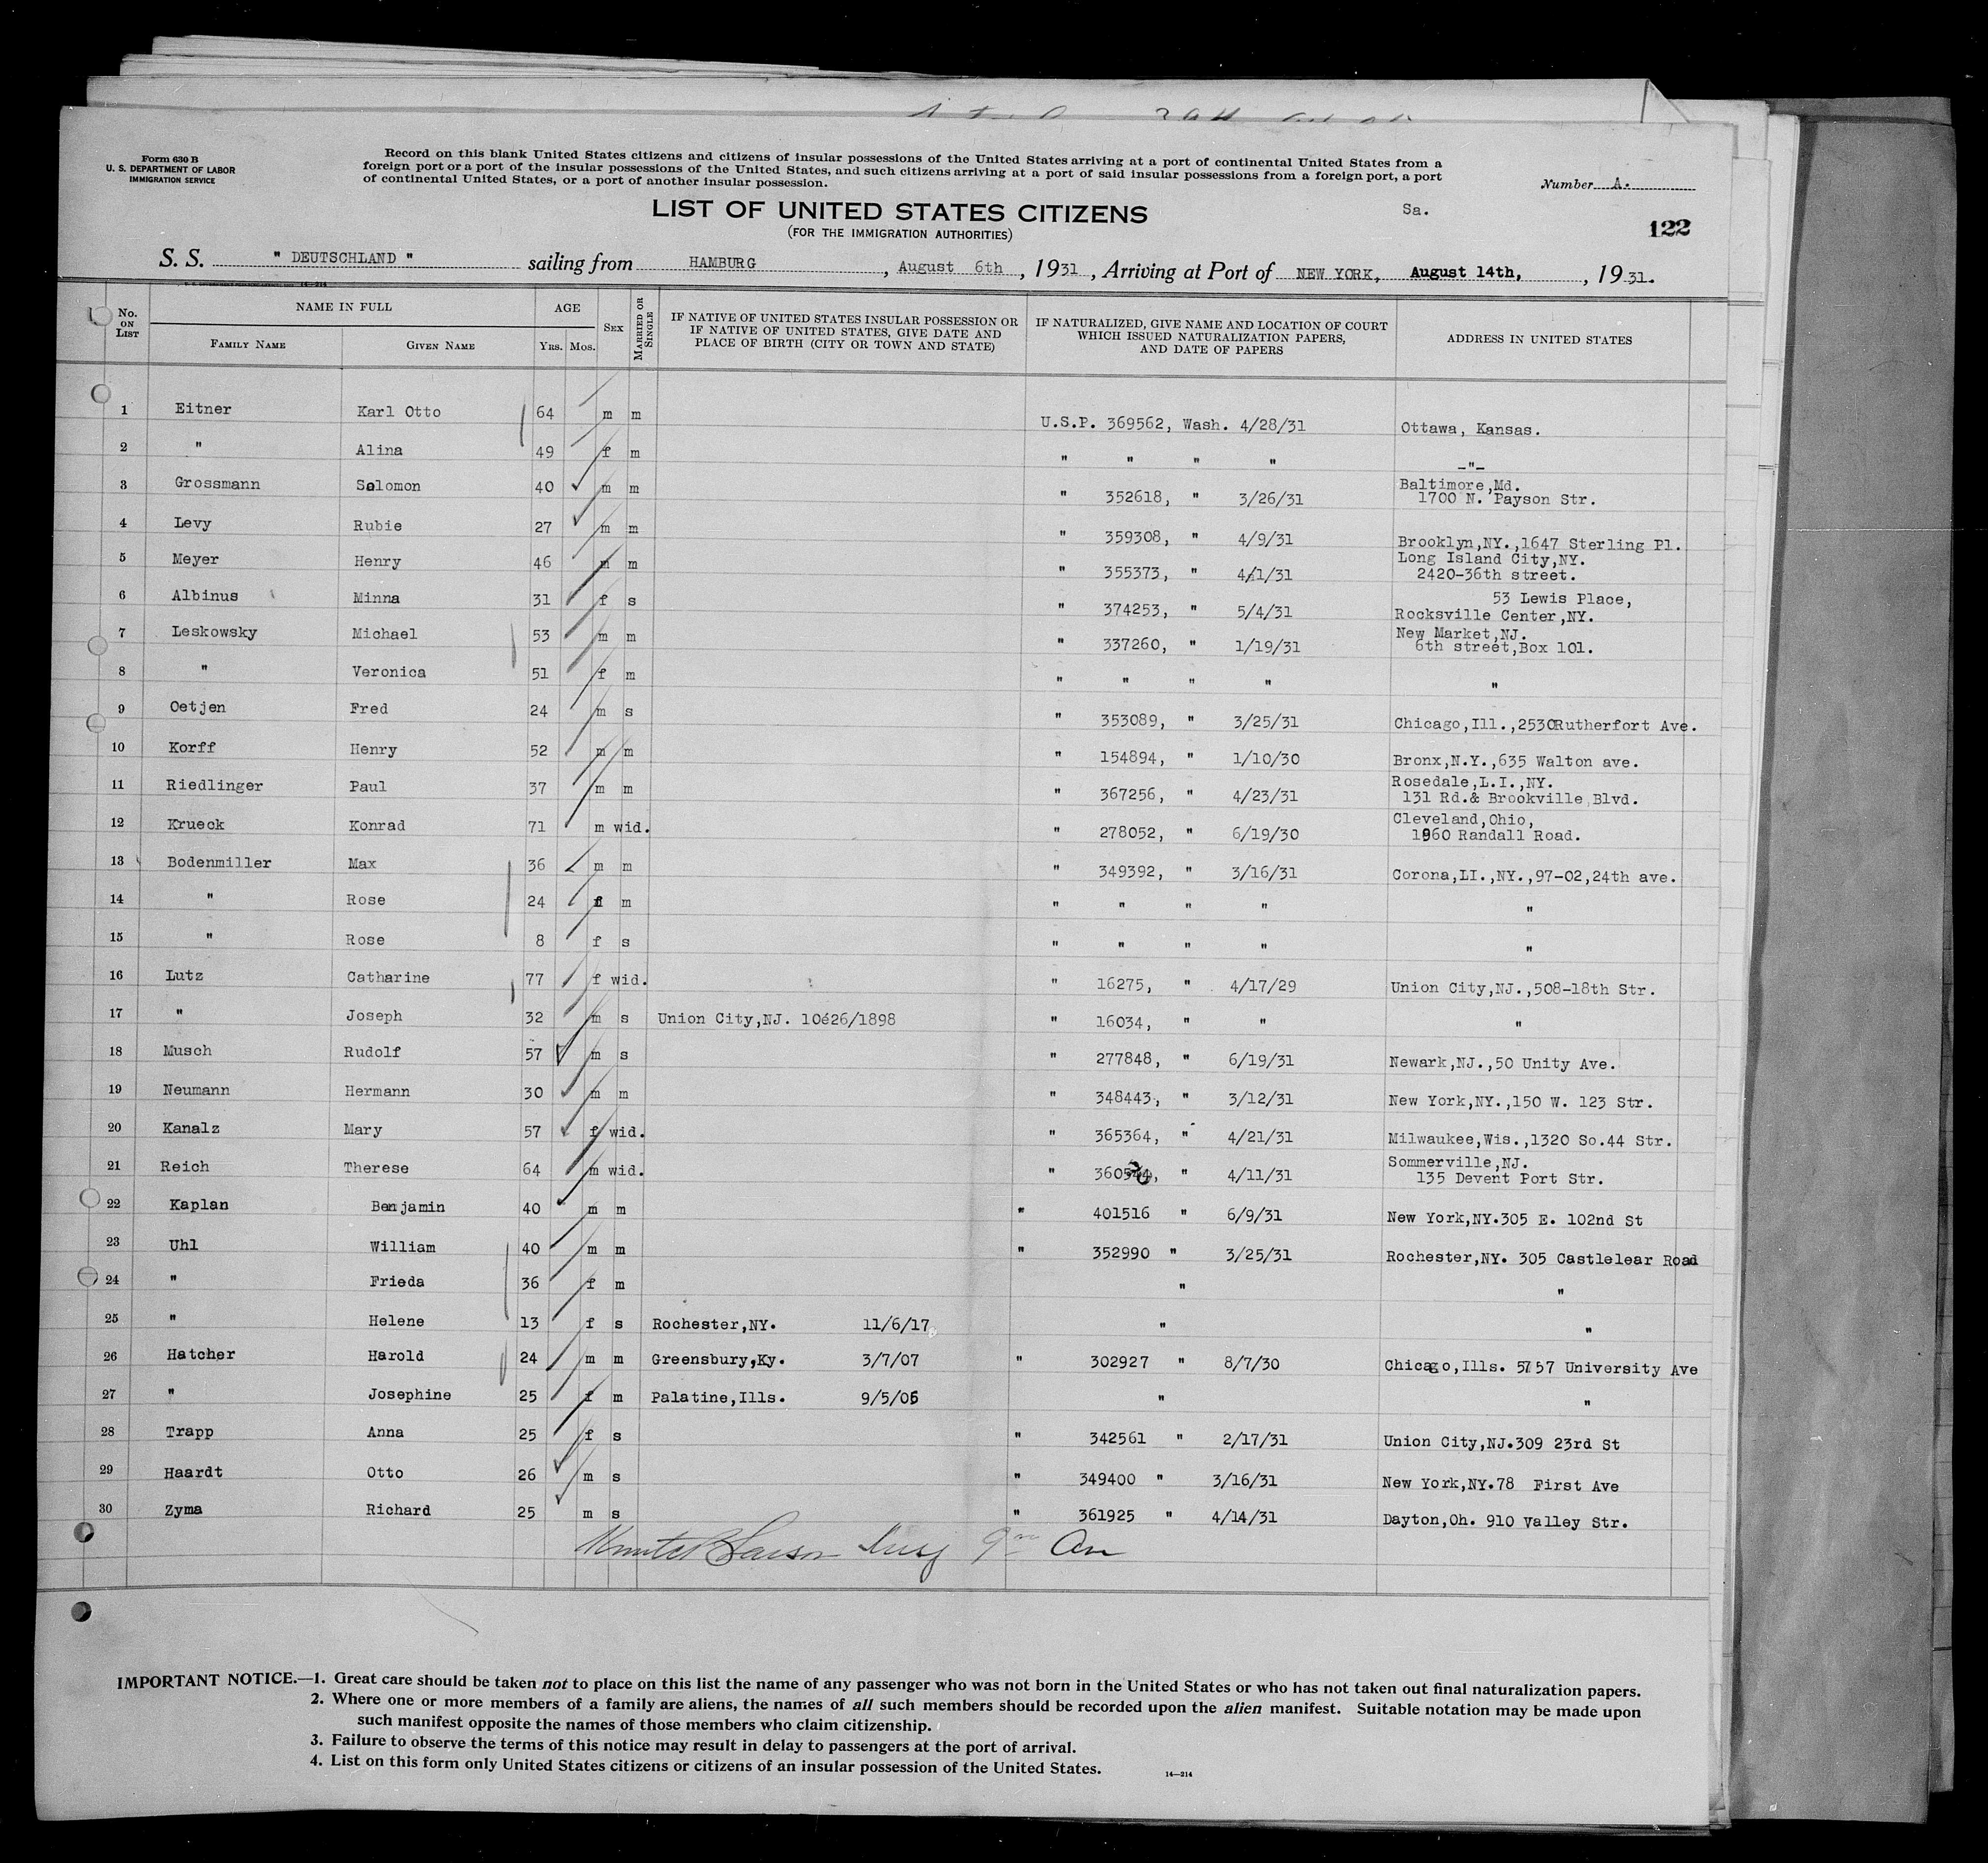 Form 630 B
U. S. DEPARTMENT OF LABOR
IMMIGRATION SERVICE
Record on this blank United States citizens and citizens of insular possessions of the United States arriving at a port of continental United States from a
foreign port or a port of the insular possessions of the United States, and such citizens arriving at a port of said insular possessions from a foreign port, a port
of continental United States, or a port of another insular possession.
Number A.
LIST OF UNITED STATES CITIZENS
Sa.
(FOR THE IMMIGRATION AUTHORITIES)
122
S. S. " DEUTSCHLAND " sailing from HAMBURG, August 6th, 1931, Arriving at Port of NEW YORK, August 14th, , 1931.
No. ON LIST NAME IN FULL AGE SEX MARRIED OR SINGLE IF NATIVE OF UNITED STATES INSULAR POSSESSION OR IF NATIVE OF UNITED STATES, GIVE DATE AND PLACE OF BIRTH (CITY OR TOWN AND STATE) IF NATURALIZED, GIVE NAME AND LOCATION OF COURT WHICH ISSUED NATURALIZATION PAPERS, AND DATE OF PAPERS ADDRESS IN UNITED STATES
FAMILY NAME GIVEN NAME YRS. MOS.
1 Eitner Karl Otto 64 m m U.S.P. 369562, Wash. 4/28/31 Ottawa, Kansas.
2 " Alina 49 f m " " " " -"-
3 Grossmann Solomon 40 m m " 352618, " 3/26/31 Baltimore,Md.
1700 N. Payson Str.
4 Levy Rubie 27 m m " 359308, " 4/9/31 Brooklyn,NY.,1647 Sterling Pl.
5 Meyer Henry 46 m m " 355373, " 4/1/31 Long Island City,NY.
2420-36th street.
6 Albinus Minna 31 f s " 374253, " 5/4/31 53 Lewis Place,
Rocksville Center,NY.
7 Leskowsky Michael 53 m m " 337260, " 1/19/31 New Market,NJ.
6th street,Box 101.
8 " Veronica 51 f m " " " " "
9 Oetjen Fred 24 m s " 353089, " 3/25/31 Chicago,Ill.,2530Rutherfort Ave.
10 Korff Henry 52 m m " 154894, " 1/10/30 Bronx,N.Y.,635 Walton ave.
11 Riedlinger Paul 37 m m " 367256, " 4/23/31 Rosedale,L.I.,NY.
131 Rd.& Brookville Blvd.
12 Krueck Konrad 71 m wid. " 278052, " 6/19/30 Cleveland,Ohio,
1960 Randall Road.
13 Bodenmiller Max 36 m m " 349392, " 3/16/31 Corona,LI.,NY.,97-02,24th ave.
14 " Rose 24 f m " " " " "
15 " Rose 8 f s " " " " "
16 Lutz Catharine 77 f wid. " 16275, " 4/17/29 Union City,NJ.,508-18th Str.
17 " Joseph 32 m s Union City,NJ. 10é26/1898 " 16034, " " "
18 Musch Rudolf 57 m s " 277848, " 6/19/31 Newark,NJ.,50 Unity Ave.
19 Neumann Hermann 30 m m " 348443, " 3/12/31 New York,NY.,150 W. 123 Str.
20 Kanalz Mary 57 f wid. " 365364, " 4/21/31 Milwaukee,Wis.,1320 So.44 Str.
21 Reich Therese 64 m wid. " " 4/11/31 Sommerville,NJ.
135 Devent Port Str.
22 Kaplan Benjamin 40 m m " 401516 " 6/9/31 New York,NY.305 E. 102nd St
23 Uhl William 40 m m " 352990 " 3/25/31 Rochester,NY. 305 Castlelear Road
24 " Frieda 36 f m " "
25 " Helene 13 f s Rochester,NY. 11/6/17 " "
26 Hatcher Harold 24 m m Greensbury,Ky. 3/7/07 " 302927 " 8/7/30 Chicago,Ills. 5757 University Ave
27 " Josephine 25 f m Palatine,Ills. 9/5/05 " "
28 Trapp Anna 25 f s " 342561 " 2/17/31 Union City,NJ.309 23rd St
29 Haardt Otto 26 m s " 349400 " 3/16/31 New York,NY.78 First Ave
30 Zyma Richard 25 m s " 361925 " 4/14/31 Dayton,Oh. 910 Valley Str.
IMPORTANT NOTICE.—1. Great care should be taken not to place on this list the name of any passenger who was not born in the United States or who has not taken out final naturalization papers.
2. Where one or more members of a family are aliens, the names of all such members should be recorded upon the alien manifest. Suitable notation may be made upon
such manifest opposite the names of those members who claim citizenship.
3. Failure to observe the terms of this notice may result in delay to passengers at the port of arrival.
4. List on this form only United States citizens or citizens of an insular possession of the United States.
14—214